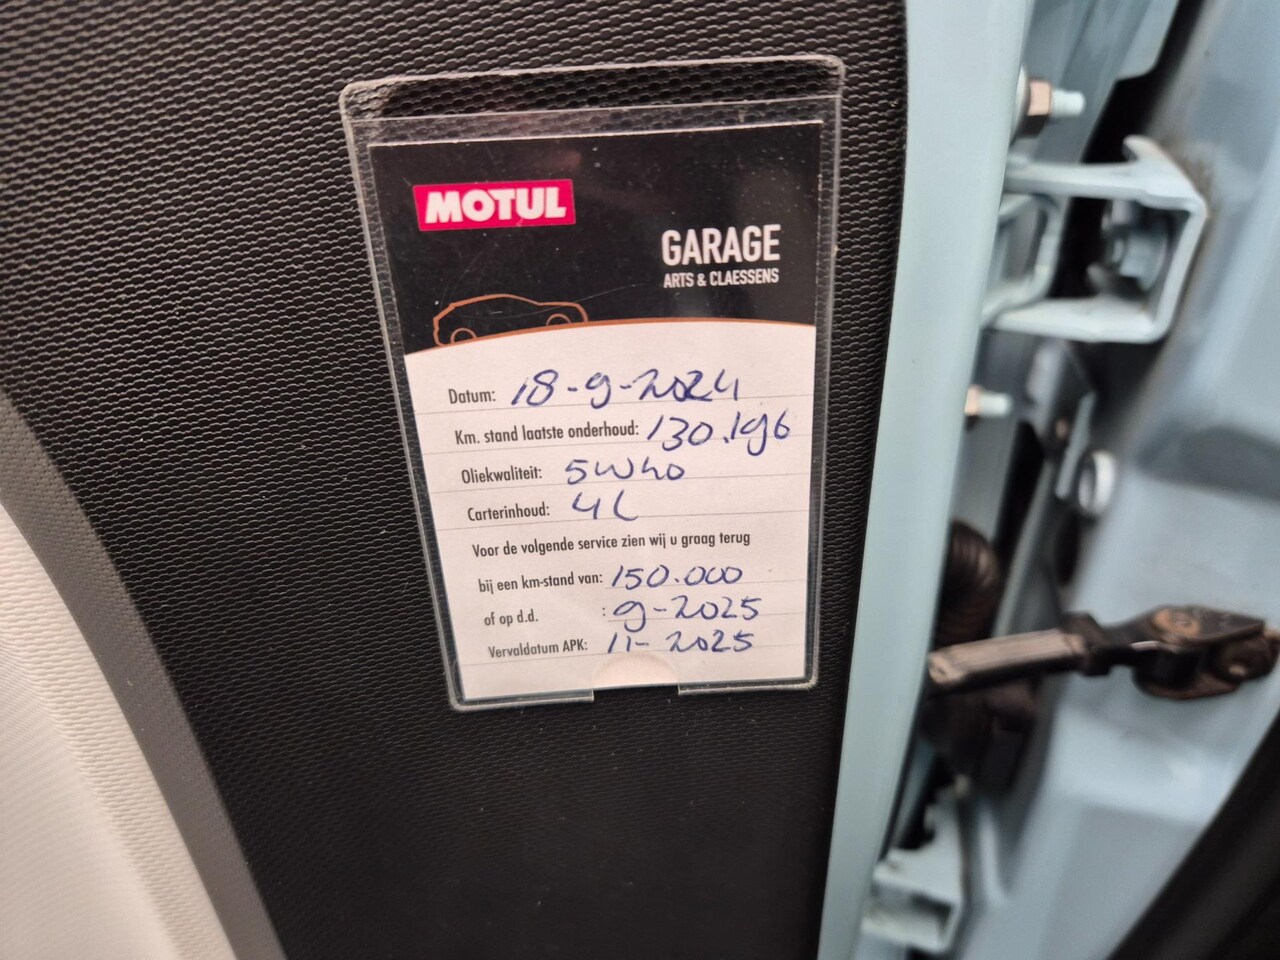 MOTUL
GARAGE
ARTS & CLAESSENS
Datum: 18-9-2024
Km. stand laatste onderhoud: 130.196
Oliekwaliteit: 5W40
Carterinhoud: 4L
Voor de volgende service zien wij u graag terug
bij een km-stand van: 150.000
of op d.d. : 9-2025
Vervaldatum APK: 11-2025